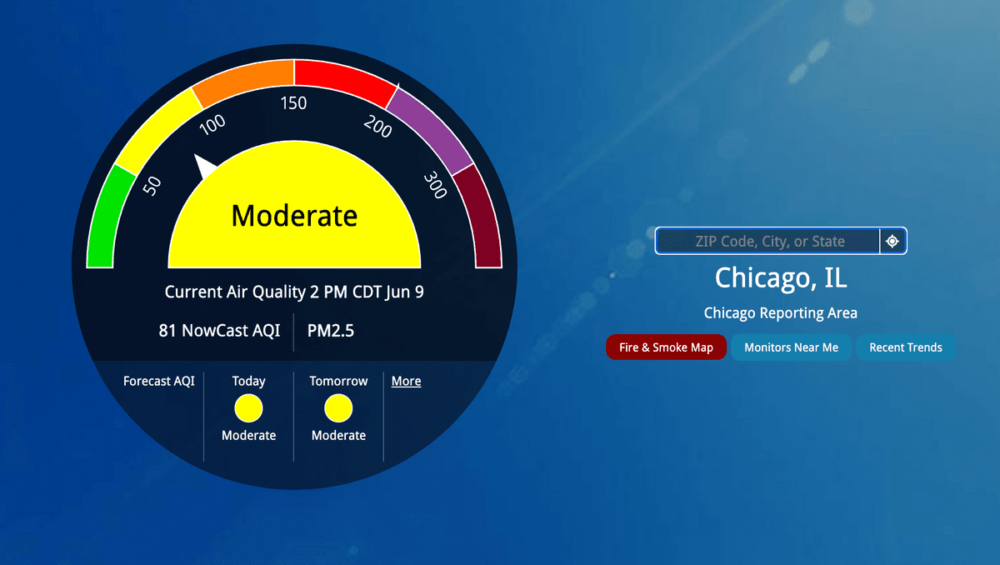 50
100
150
200
300
Moderate
Current Air Quality 2 PM CDT Jun 9
81 NowCast AQI
PM2.5
Forecast AQI
Today
Moderate
Tomorrow
Moderate
More
ZIP Code, City, or State
Chicago, IL
Chicago Reporting Area
Fire & Smoke Map
Monitors Near Me
Recent Trends